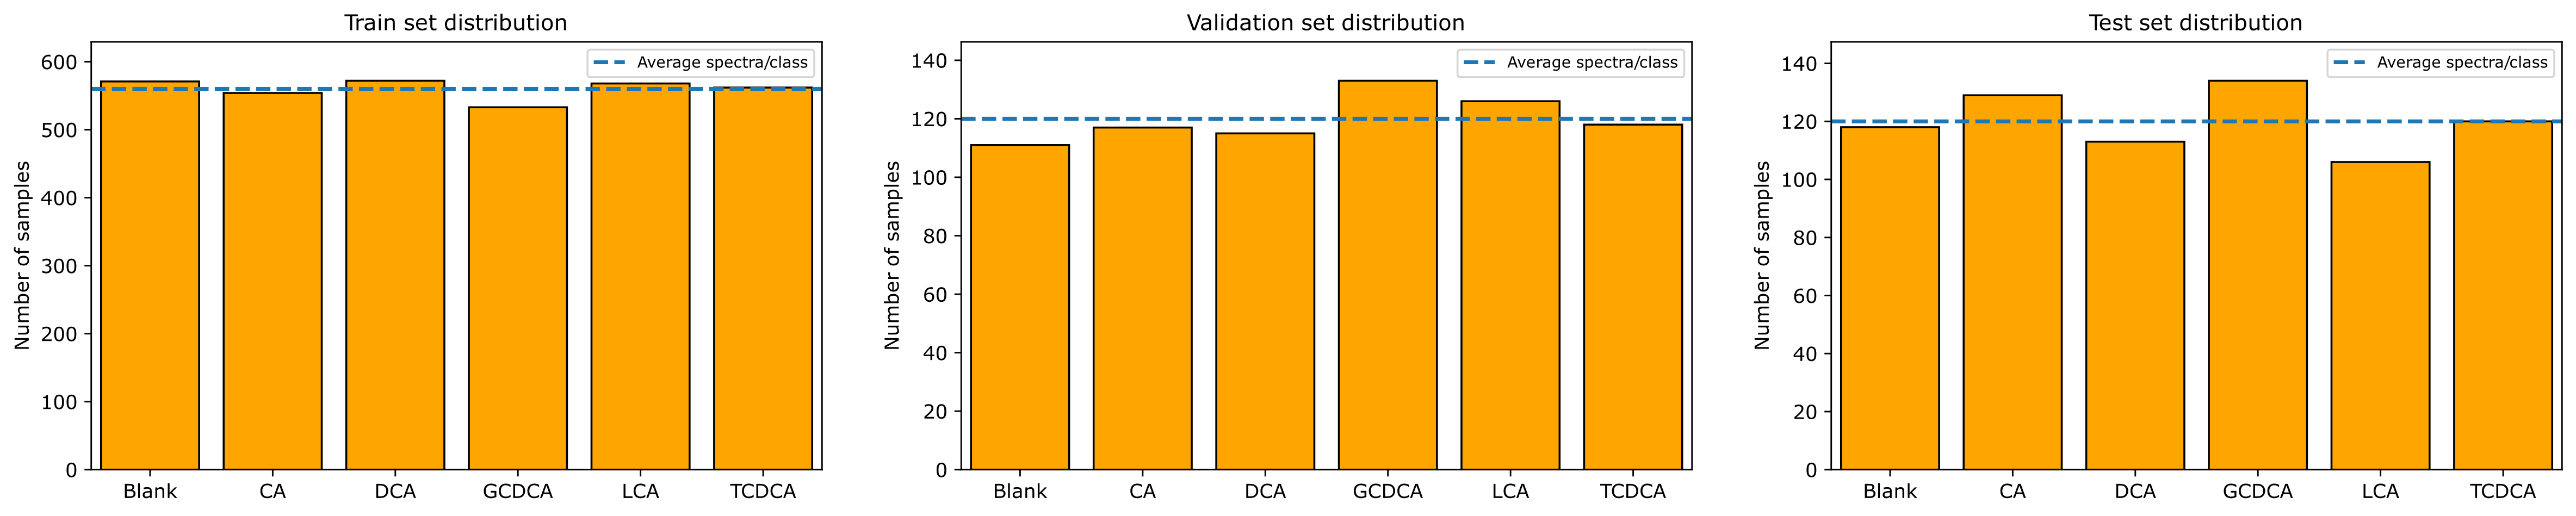 Train set distribution
Average spectra/class
Number of samples
600
500
400
300
200
100
0
Blank CA DCA GCDCA LCA TCDCA
Validation set distribution
Average spectra/class
Number of samples
140
120
100
80
60
40
20
0
Blank CA DCA GCDCA LCA TCDCA
Test set distribution
Average spectra/class
Number of samples
140
120
100
80
60
40
20
0
Blank CA DCA GCDCA LCA TCDCA